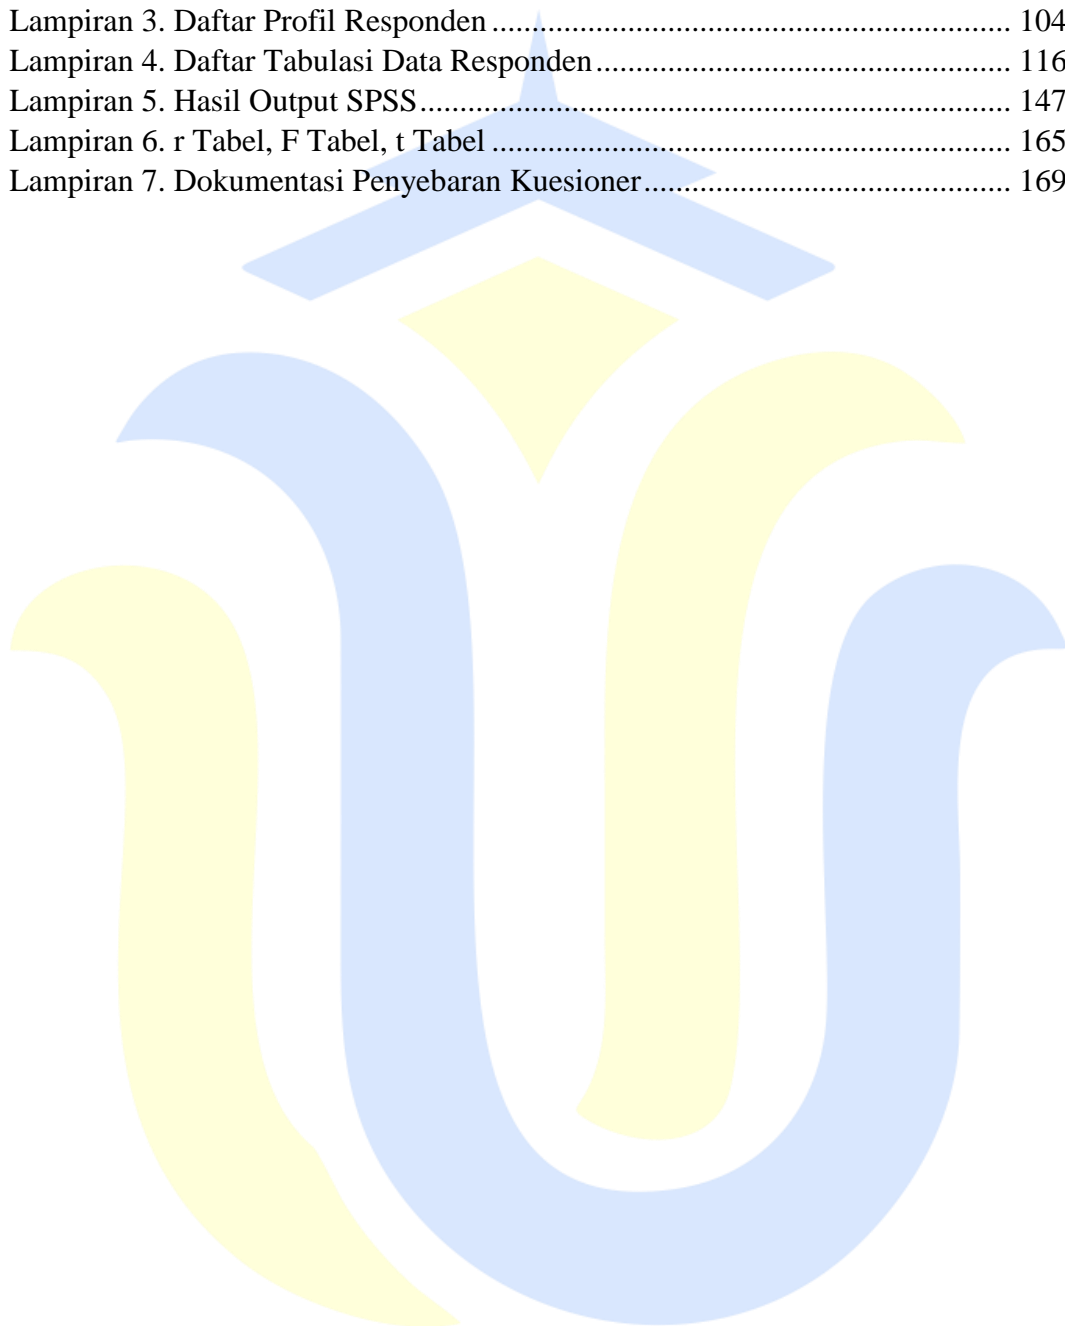 Lampiran 3. Daftar Profil Responden ................................................................. 104
Lampiran 4. Daftar Tabulasi Data Responden .................................................... 116
Lampiran 5. Hasil Output SPSS .......................................................................... 147
Lampiran 6. r Tabel, F Tabel, t Tabel ................................................................. 165
Lampiran 7. Dokumentasi Penyebaran Kuesioner .............................................. 169